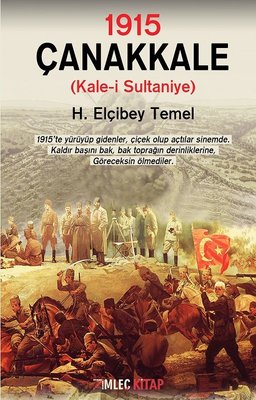 1915
ÇANAKKALE
(Kale-i Sultaniye)
H. Elçibey Temel
1915'te yürüyüp gidenler, çiçek olup açtılar sinemde.
Kaldır başını bak, bak toprağın derinliklerine,
Göreceksin ölmediler.
İMLEÇ KİTAP